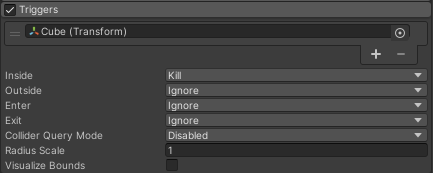 Triggers
Cube (Transform)
+ −
Inside Kill
Outside Ignore
Enter Ignore
Exit Ignore
Collider Query Mode Disabled
Radius Scale 1
Visualize Bounds